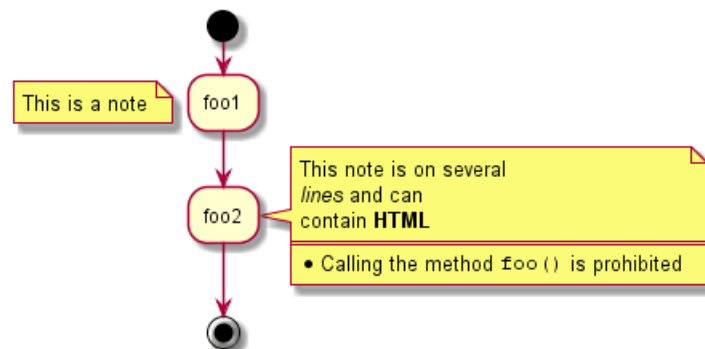 This is a note
foo1
foo2
This note is on several
lines and can
contain HTML
• Calling the method foo() is prohibited